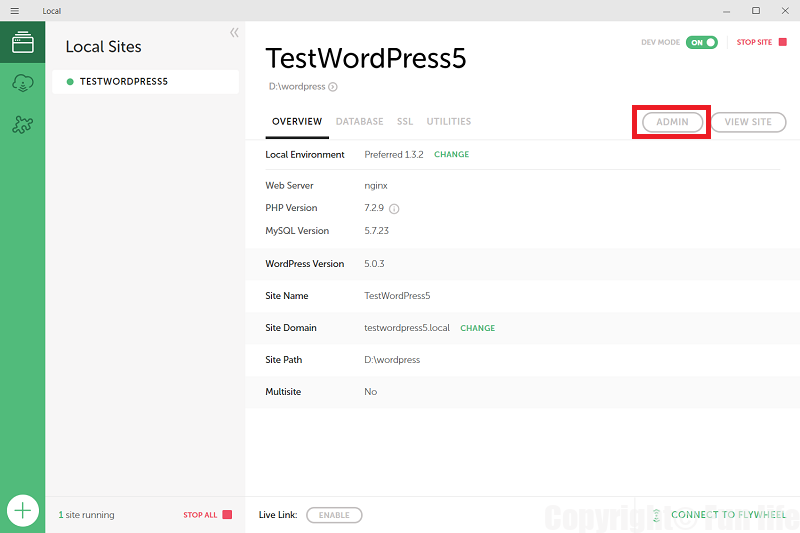 Local
Local Sites
TESTWORDPRESS5
TestWordPress5
D:\wordpress
DEV MODE ON STOP SITE
OVERVIEW DATABASE SSL UTILITIES ADMIN VIEW SITE
Local Environment Preferred 1.3.2 CHANGE
Web Server nginx
PHP Version 7.2.9
MySQL Version 5.7.23
WordPress Version 5.0.3
Site Name TestWordPress5
Site Domain testwordpress5.local CHANGE
Site Path D:\wordpress
Multisite No
1 site running STOP ALL
Live Link: ENABLE
CONNECT TO FLYWHEEL
Copyright© Fun life